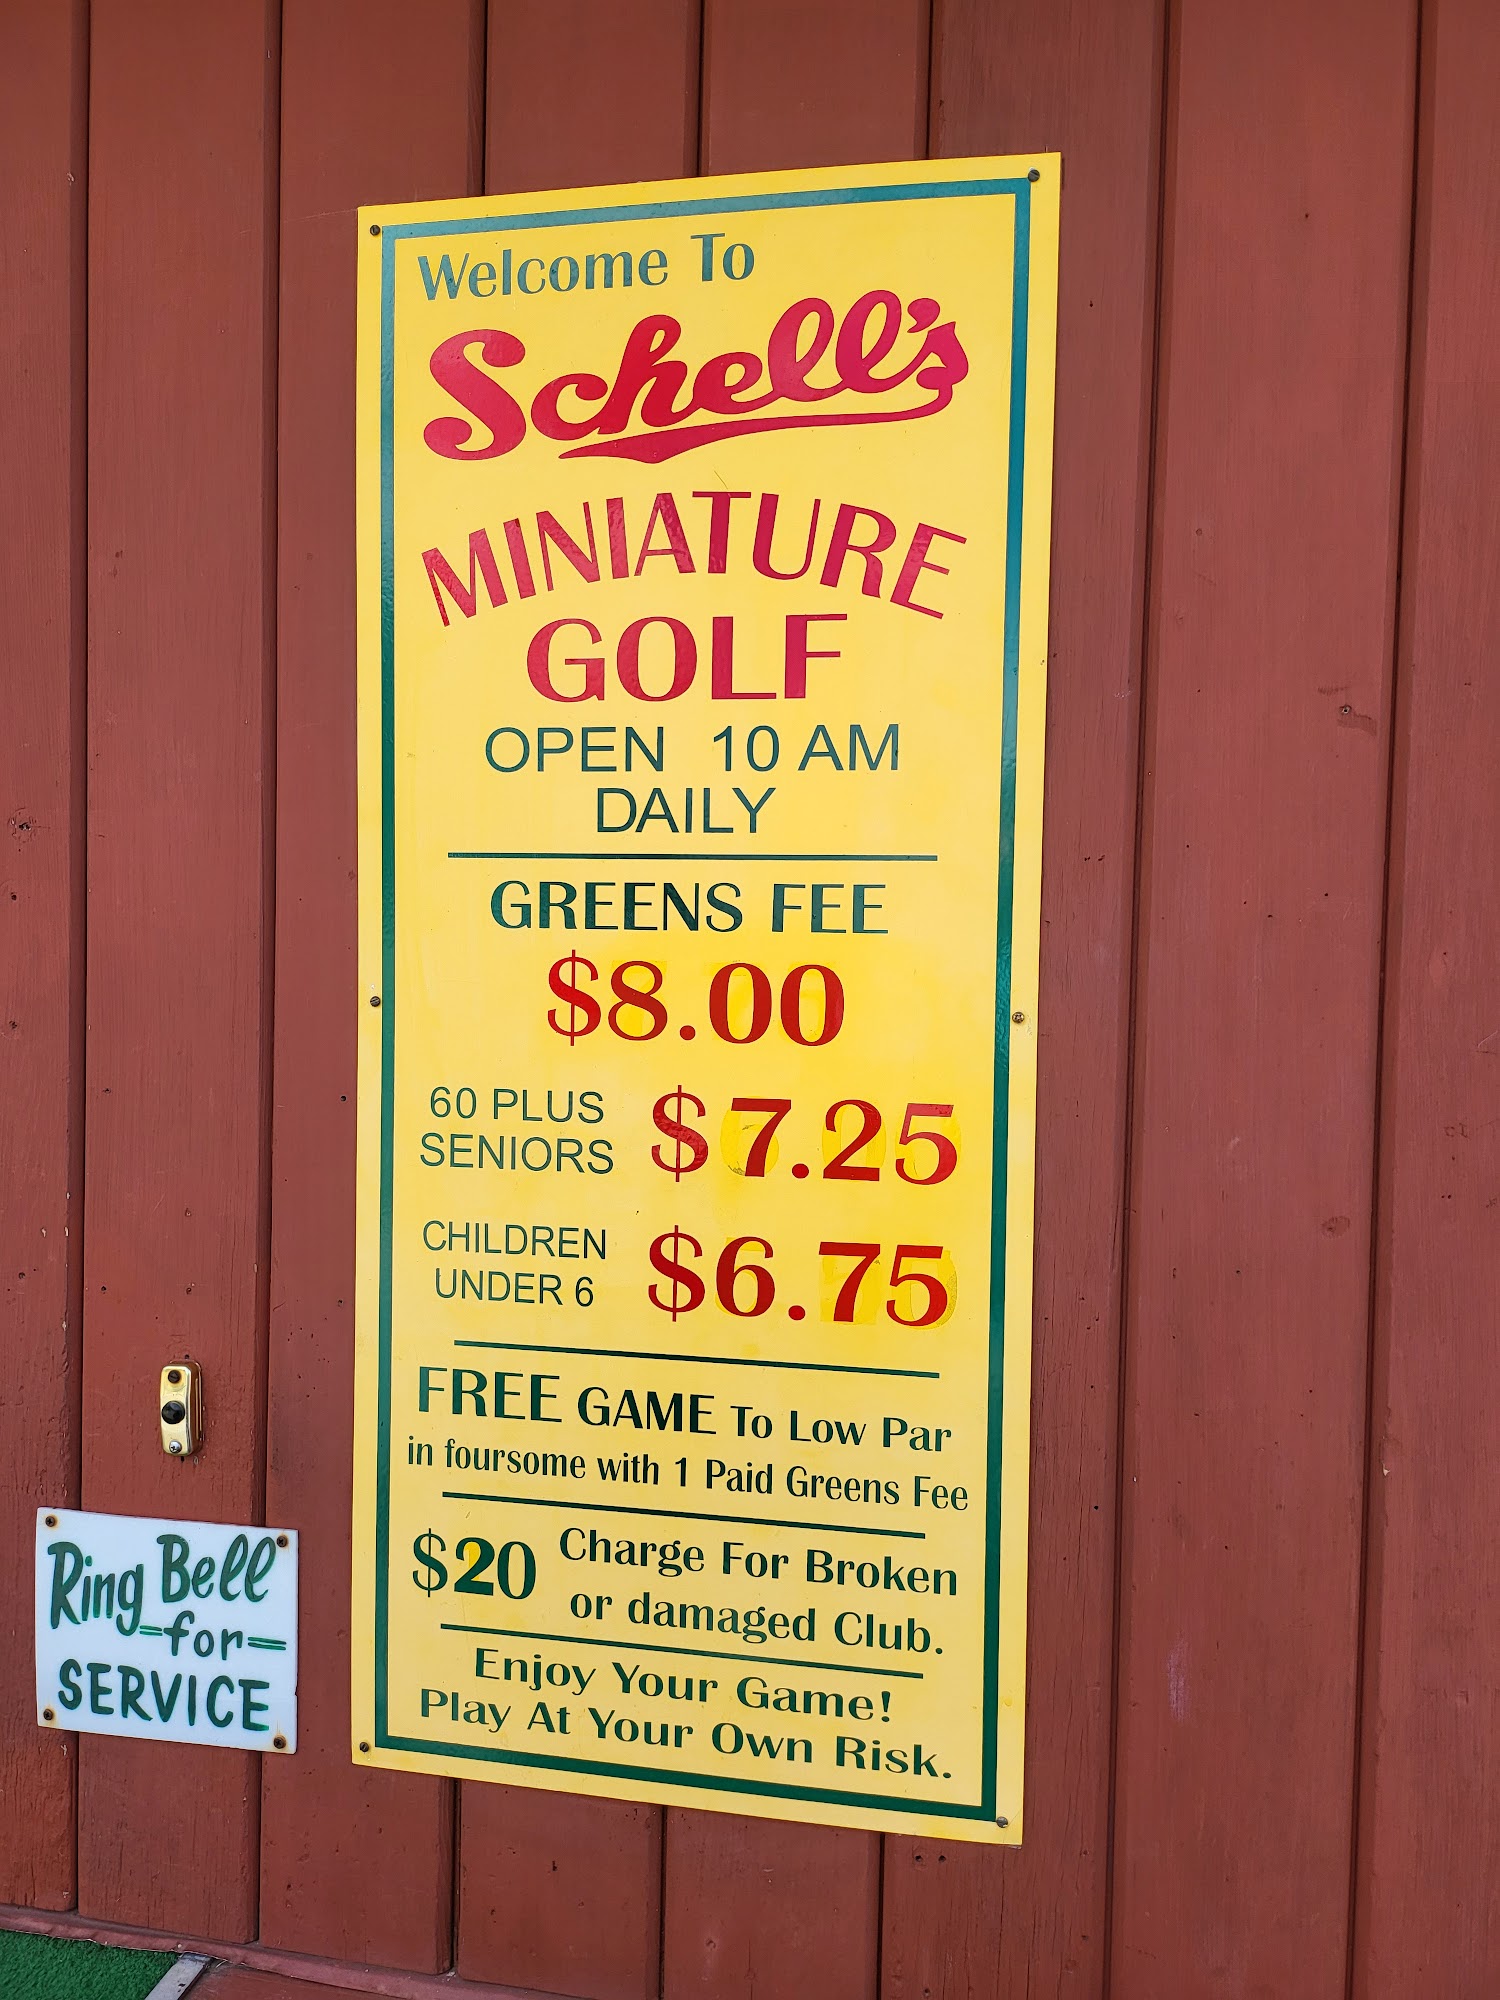 Welcome To
Schell's
MINIATURE
GOLF
OPEN 10 AM
DAILY
GREENS FEE
$8.00
60 PLUS
SENIORS
$7.25
CHILDREN
UNDER 6
$6.75
FREE GAME To Low Par
in foursome with 1 Paid Greens Fee
$20
Charge For Broken
or damaged Club.
Enjoy Your Game!
Play At Your Own Risk.
Ring Bell
=for=
SERVICE